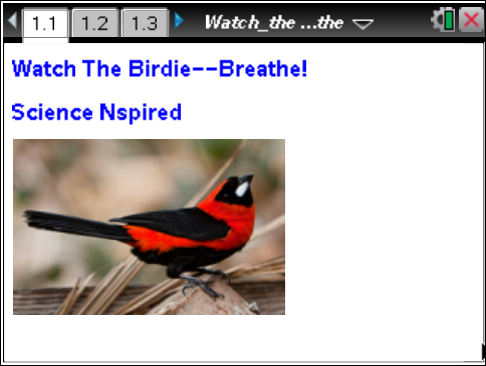 1.1 1.2 1.3 Watch_the ...the
Watch The Birdie--Breathe!
Science Nspired